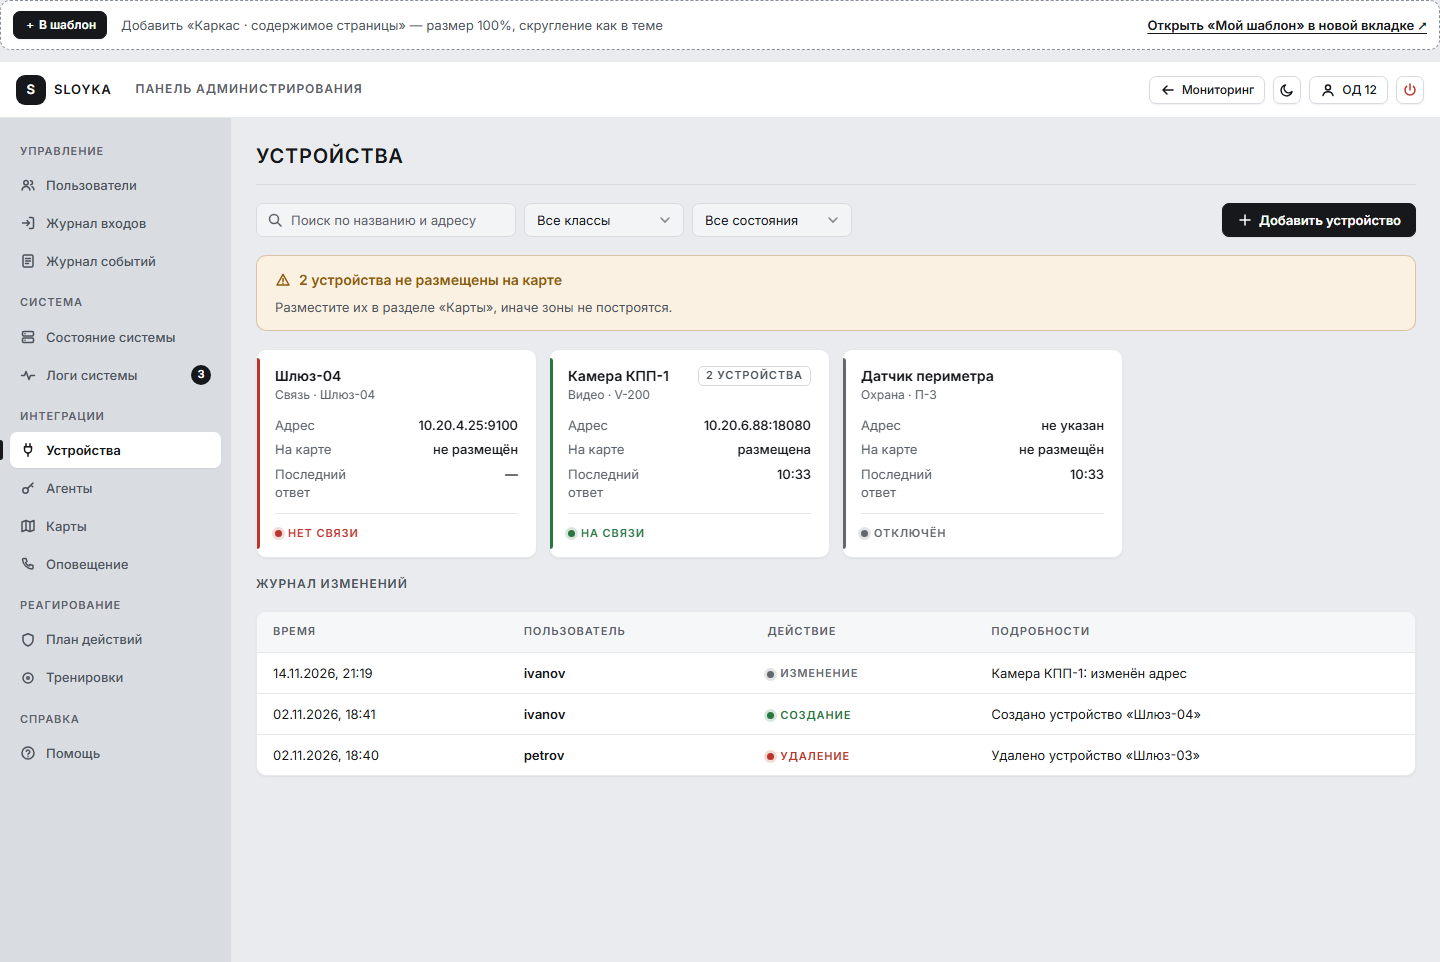 + В шаблон
Добавить «Каркас · содержимое страницы» — размер 100%, скругление как в теме
Открыть «Мой шаблон» в новой вкладке ↗
S SLOYKA
ПАНЕЛЬ АДМИНИСТРИРОВАНИЯ
Мониторинг
ОД 12
УПРАВЛЕНИЕ
Пользователи
Журнал входов
Журнал событий
СИСТЕМА
Состояние системы
Логи системы 3
ИНТЕГРАЦИИ
Устройства
Агенты
Карты
Оповещение
РЕАГИРОВАНИЕ
План действий
Тренировки
СПРАВКА
Помощь
УСТРОЙСТВА
Поиск по названию и адресу
Все классы
Все состояния
Добавить устройство
2 устройства не размещены на карте
Разместите их в разделе «Карты», иначе зоны не построятся.
Шлюз-04
Связь · Шлюз-04
Адрес 10.20.4.25:9100
На карте не размещён
Последний ответ —
НЕТ СВЯЗИ
Камера КПП-1 2 УСТРОЙСТВА
Видео · V-200
Адрес 10.20.6.88:18080
На карте размещена
Последний ответ 10:33
НА СВЯЗИ
Датчик периметра
Охрана · П-3
Адрес не указан
На карте не размещён
Последний ответ 10:33
ОТКЛЮЧЁН
ЖУРНАЛ ИЗМЕНЕНИЙ
ВРЕМЯ ПОЛЬЗОВАТЕЛЬ ДЕЙСТВИЕ ПОДРОБНОСТИ
14.11.2026, 21:19 ivanov ИЗМЕНЕНИЕ Камера КПП-1: изменён адрес
02.11.2026, 18:41 ivanov СОЗДАНИЕ Создано устройство «Шлюз-04»
02.11.2026, 18:40 petrov УДАЛЕНИЕ Удалено устройство «Шлюз-03»